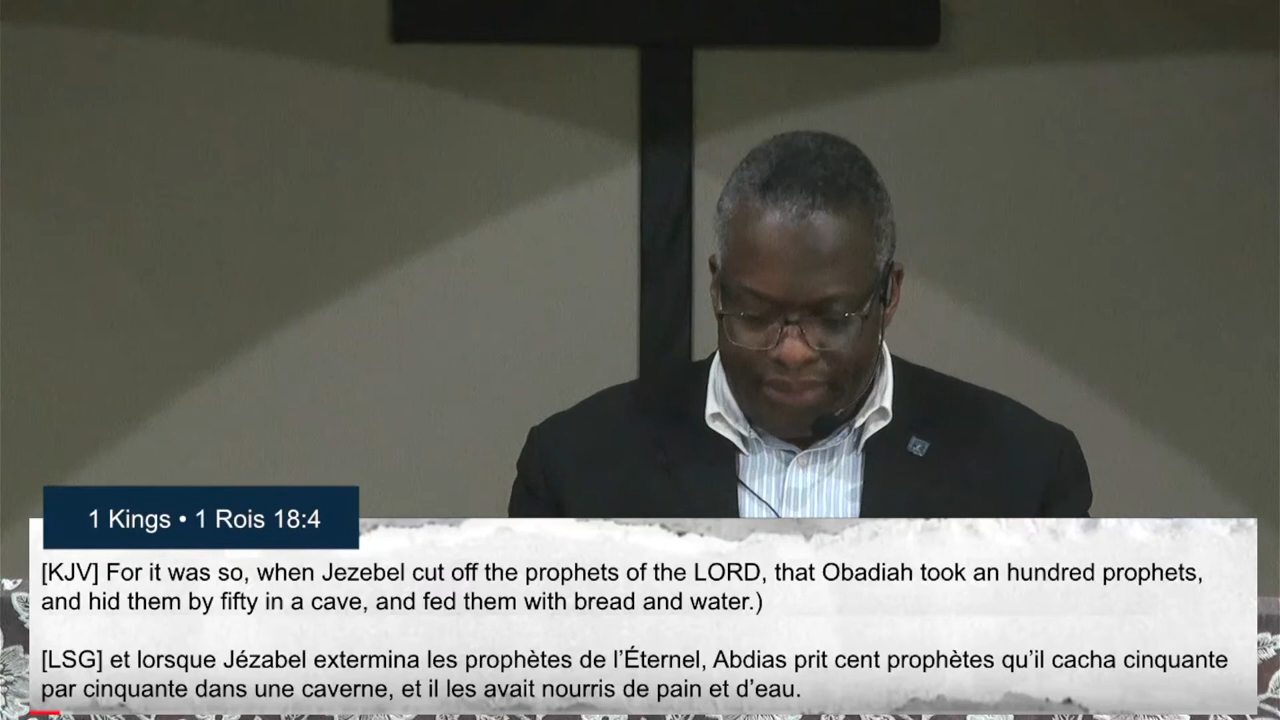 1 Kings • 1 Rois 18:4
[KJV] For it was so, when Jezebel cut off the prophets of the LORD, that Obadiah took an hundred prophets,
and hid them by fifty in a cave, and fed them with bread and water.)
[LSG] et lorsque Jézabel extermina les prophètes de l’Éternel, Abdias prit cent prophètes qu’il cacha cinquante
par cinquante dans une caverne, et il les avait nourris de pain et d’eau.